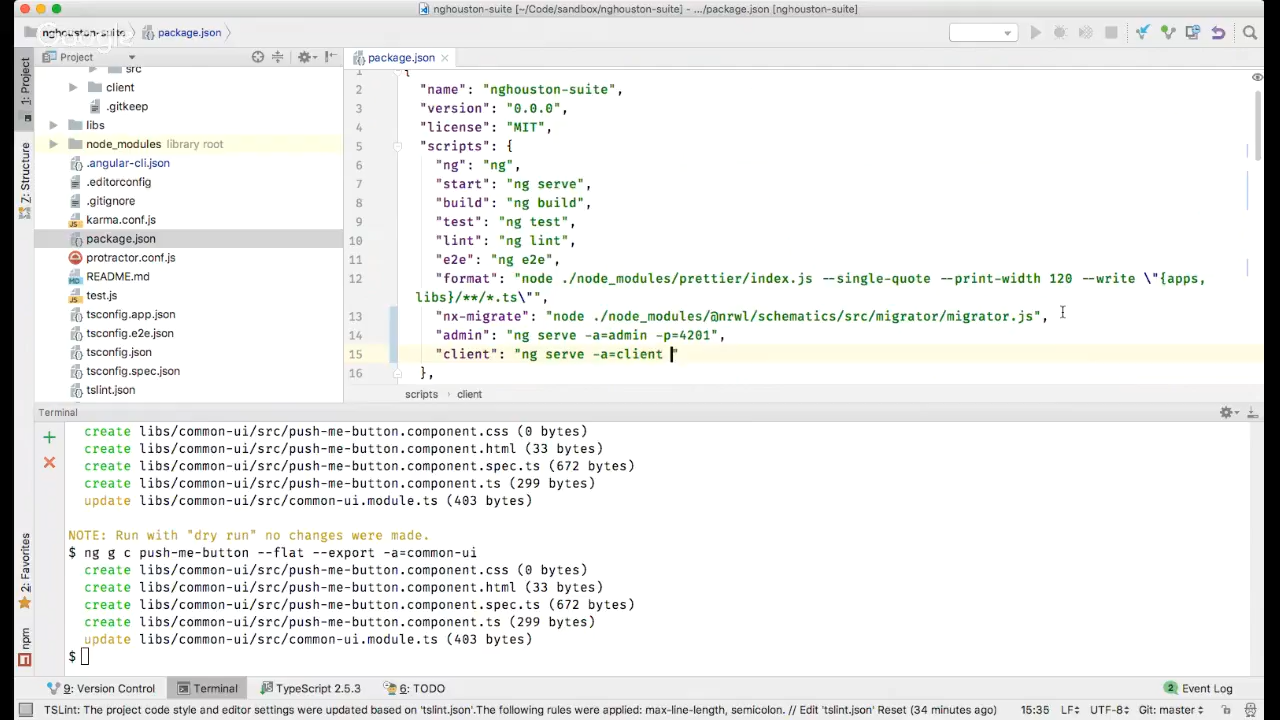 nghouston-suite [~/Code/sandbox/nghouston-suite] - .../package.json [nghouston-suite]
nghouston-suite
package.json
Google
Project
package.json
1: Project
Z: Structure
2: Favorites
npm
src
client
.gitkeep
libs
node_modules library root
.angular-cli.json
.editorconfig
.gitignore
karma.conf.js
package.json
protractor.conf.js
README.md
test.js
tsconfig.app.json
tsconfig.e2e.json
tsconfig.json
tsconfig.spec.json
tslint.json
1 {
2 "name": "nghouston-suite",
3 "version": "0.0.0",
4 "license": "MIT",
5 "scripts": {
6 "ng": "ng",
7 "start": "ng serve",
8 "build": "ng build",
9 "test": "ng test",
10 "lint": "ng lint",
11 "e2e": "ng e2e",
12 "format": "node ./node_modules/prettier/index.js --single-quote --print-width 120 --write \"{apps,
libs}/**/*.ts\"",
13 "nx-migrate": "node ./node_modules/@nrwl/schematics/src/migrator/migrator.js",
14 "admin": "ng serve -a=admin -p=4201",
15 "client": "ng serve -a=client "
16 },
scripts client
Terminal
create libs/common-ui/src/push-me-button.component.css (0 bytes)
create libs/common-ui/src/push-me-button.component.html (33 bytes)
create libs/common-ui/src/push-me-button.component.spec.ts (672 bytes)
create libs/common-ui/src/push-me-button.component.ts (299 bytes)
update libs/common-ui/src/common-ui.module.ts (403 bytes)
NOTE: Run with "dry run" no changes were made.
$ ng g c push-me-button --flat --export -a=common-ui
create libs/common-ui/src/push-me-button.component.css (0 bytes)
create libs/common-ui/src/push-me-button.component.html (33 bytes)
create libs/common-ui/src/push-me-button.component.spec.ts (672 bytes)
create libs/common-ui/src/push-me-button.component.ts (299 bytes)
update libs/common-ui/src/common-ui.module.ts (403 bytes)
$
9: Version Control Terminal TypeScript 2.5.3 6: TODO 2 Event Log
TSLint: The project code style and editor settings were updated based on 'tslint.json'.The following rules were applied: max-line-length, semicolon. // Edit 'tslint.json' Reset (34 minutes ago) 15:35 LF÷ UTF-8÷ Git: master÷